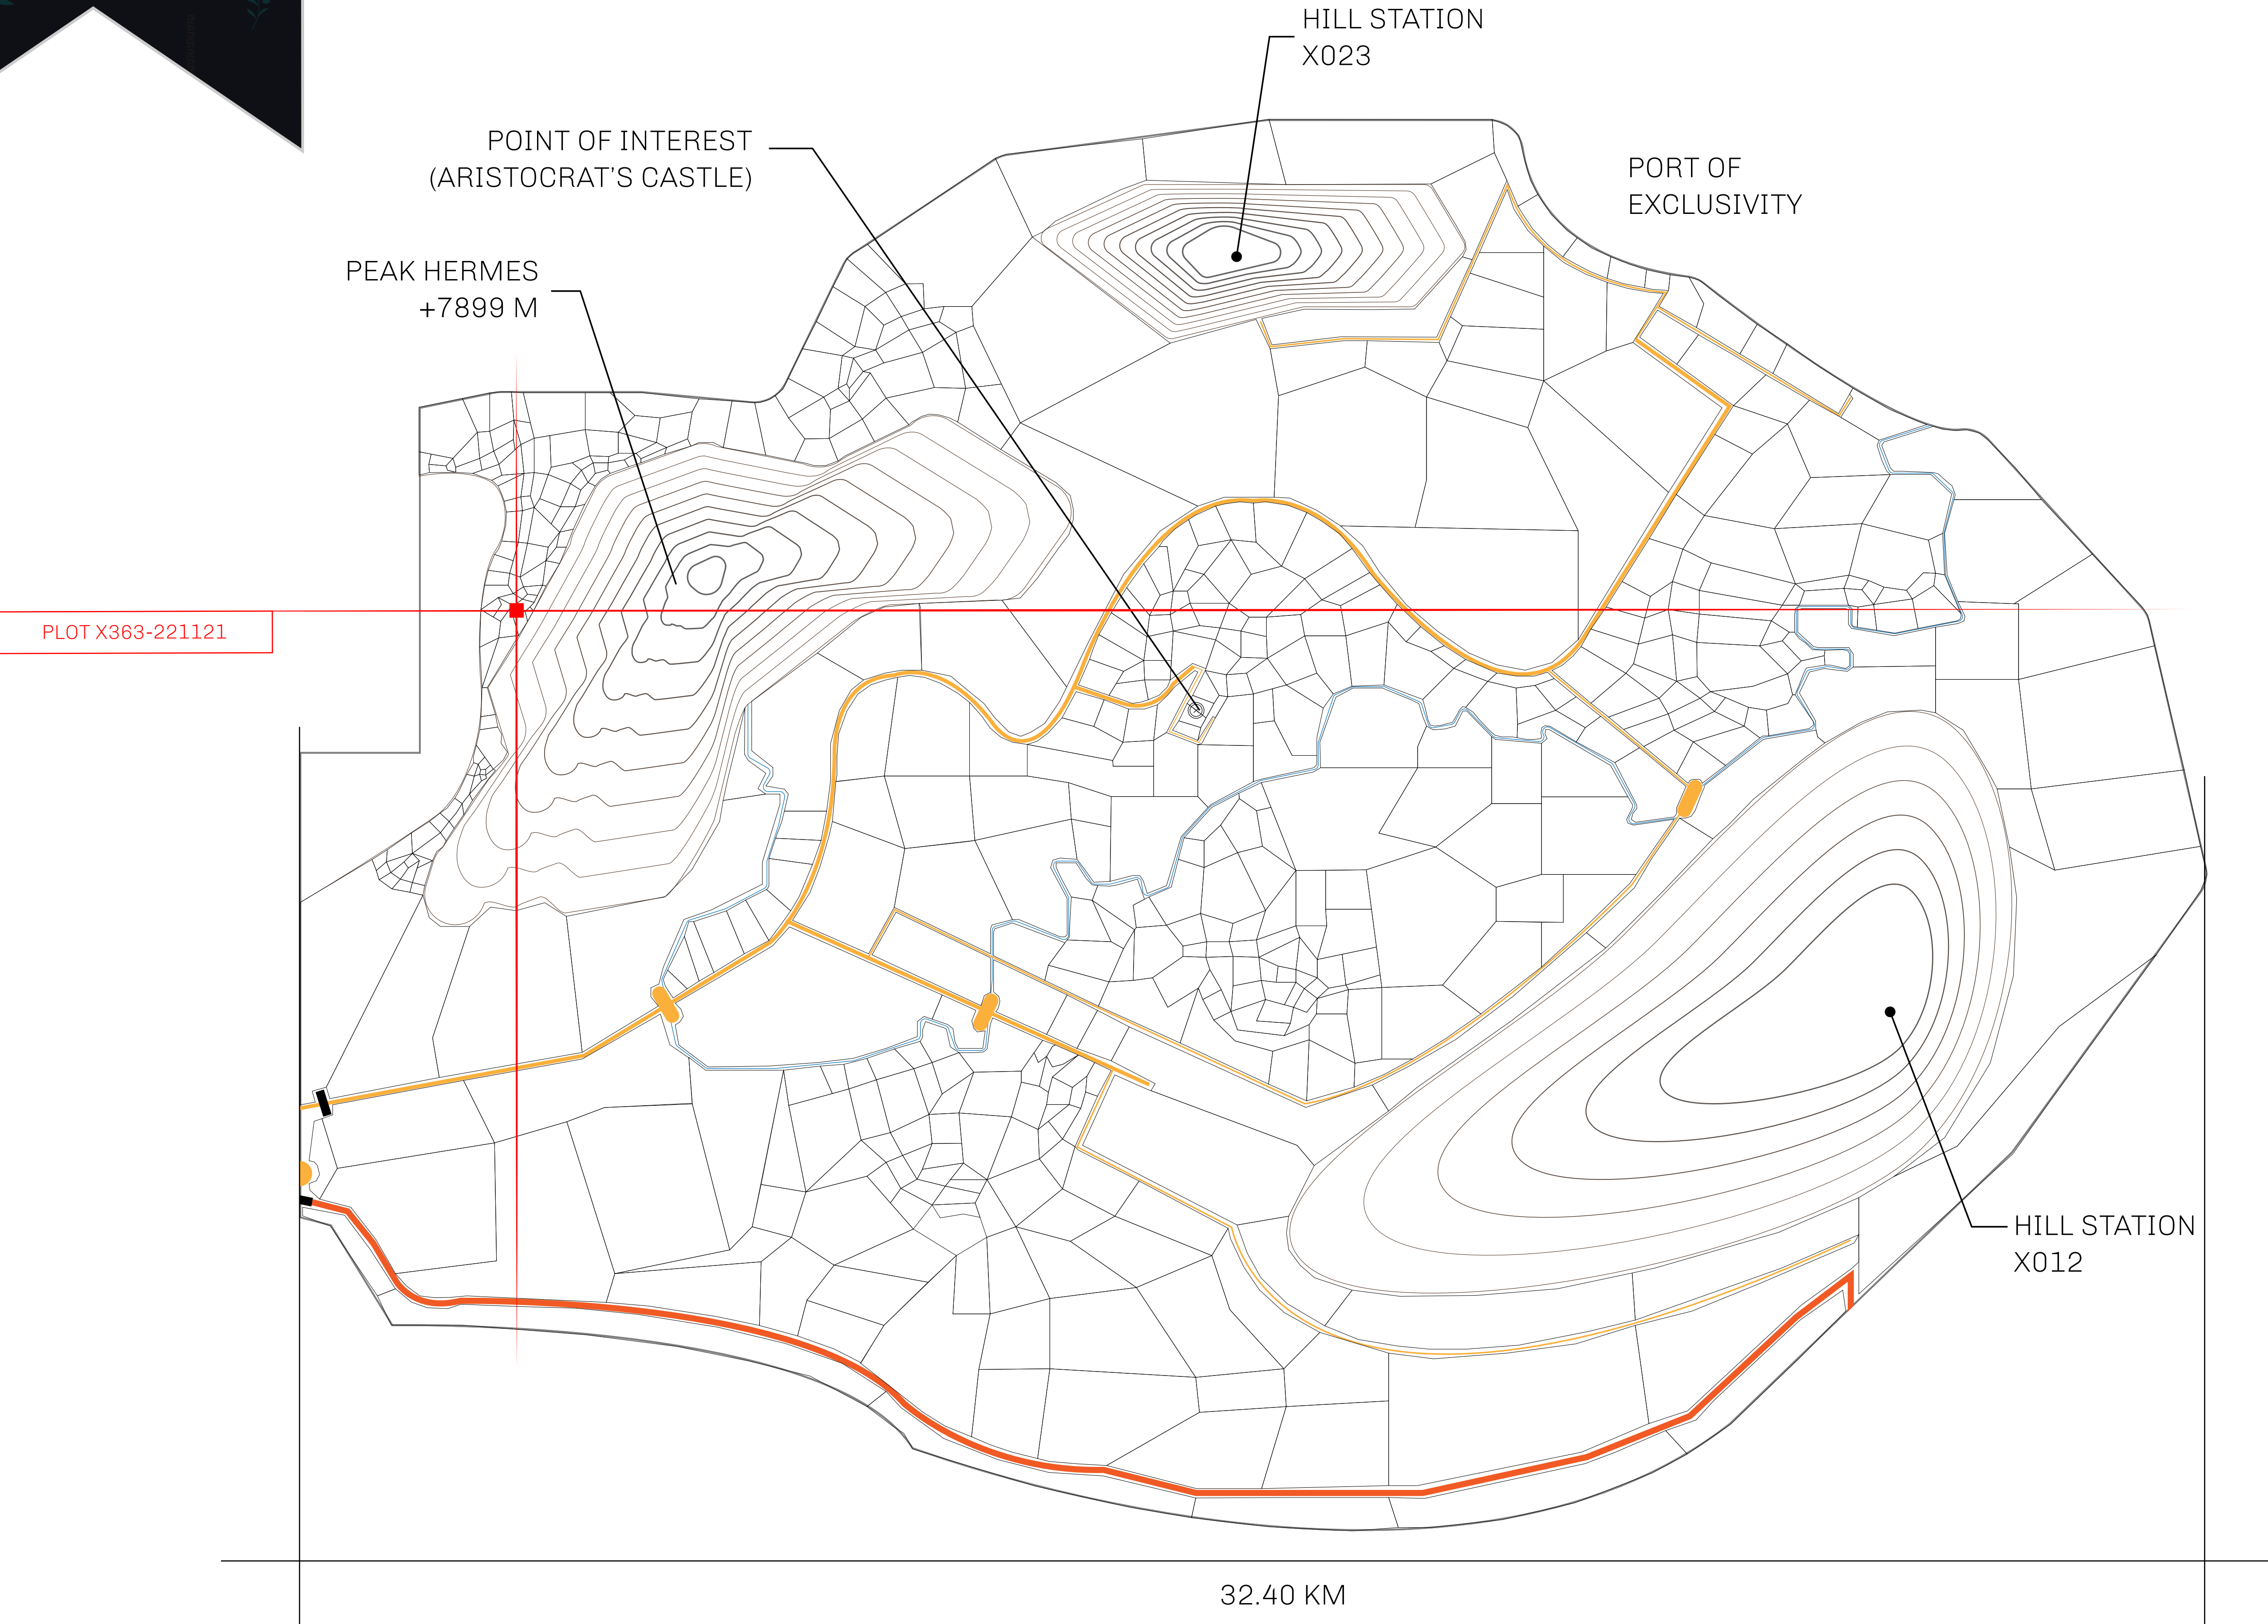 HILL STATION
X023
POINT OF INTEREST
(ARISTOCRAT'S CASTLE)
PORT OF
EXCLUSIVITY
PEAK HERMES
+7899 M
PLOT X363-221121
HILL STATION
X012
32.40 KM